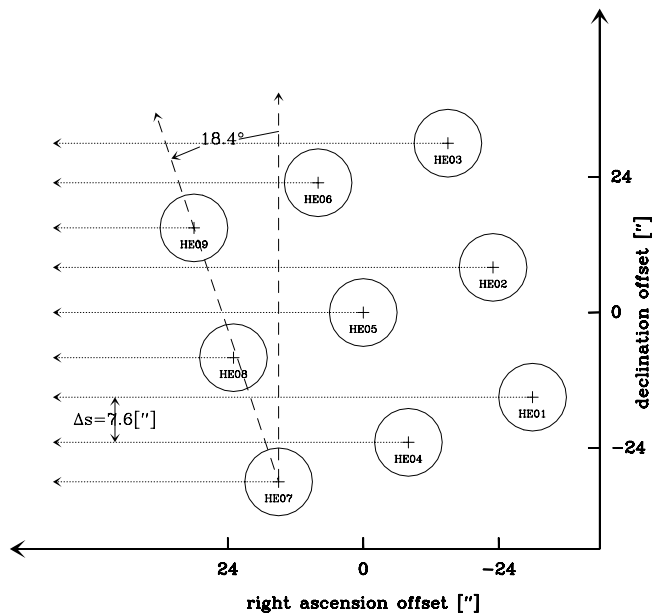 18.4°
HE03
HE06
24
HE09
HE02
HE05
0
HE08
HE01
Δs=7.6["]
HE04
-24
HE07
declination offset ["]
24 0 -24
right ascension offset ["]